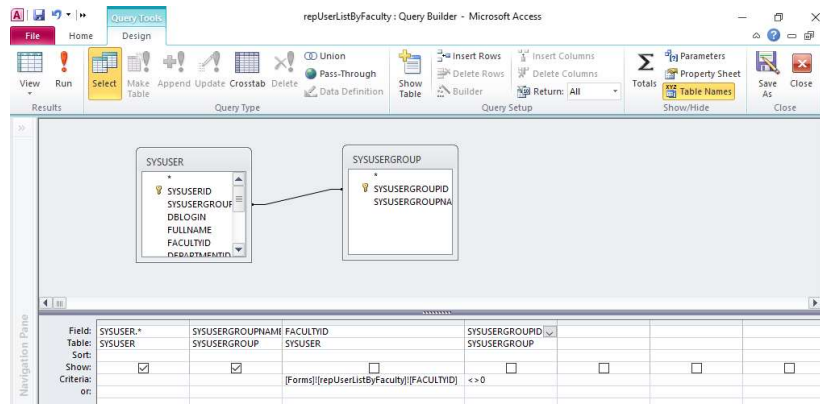 Query Tools
repUserListByFaculty : Query Builder - Microsoft Access
File Home Design
View
Run
Select
Make Table
Append
Update
Crosstab
Delete
Union
Pass-Through
Data Definition
Show Table
Insert Rows
Delete Rows
Builder
Insert Columns
Delete Columns
Return: All
Totals
Parameters
Property Sheet
Table Names
Save As
Close
Results
Query Type
Query Setup
Show/Hide
Close
SYSUSER
*
SYSUSERID
SYSUSERGROUP
DBLOGIN
FULLNAME
FACULTYID
DEPARTMENTID
SYSUSERGROUP
*
SYSUSERGROUPID
SYSUSERGROUPNA
Navigation Pane
Field: SYSUSER.* SYSUSERGROUPNAME FACULTYID SYSUSERGROUPID
Table: SYSUSER SYSUSERGROUP SYSUSER SYSUSERGROUP
Sort:
Show:
Criteria: [Forms]![repUserListByFaculty]![FACULTYID] <>0
or: